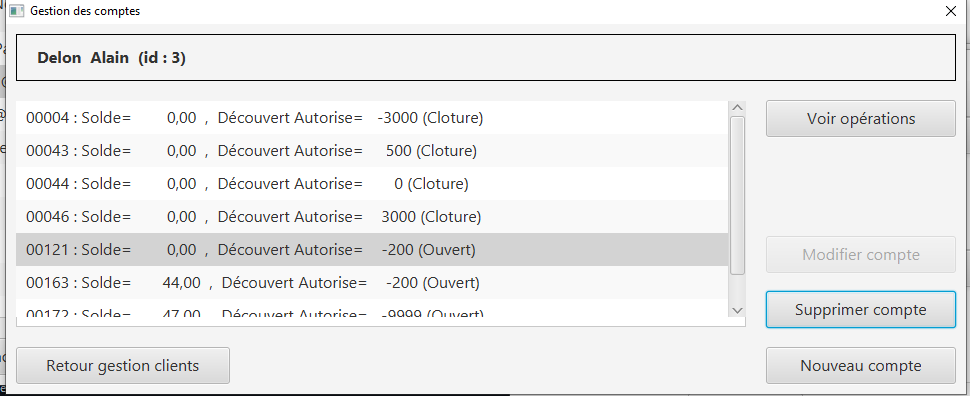 Gestion des comptes
Delon Alain (id : 3)
00004 : Solde= 0,00 , Découvert Autorise= -3000 (Cloture)
00043 : Solde= 0,00 , Découvert Autorise= 500 (Cloture)
00044 : Solde= 0,00 , Découvert Autorise= 0 (Cloture)
00046 : Solde= 0,00 , Découvert Autorise= 3000 (Cloture)
00121 : Solde= 0,00 , Découvert Autorise= -200 (Ouvert)
00163 : Solde= 44,00 , Découvert Autorise= -200 (Ouvert)
00172 : Solde= 47,00 , Découvert Autorise= -9999 (Ouvert)
Voir opérations
Modifier compte
Supprimer compte
Retour gestion clients
Nouveau compte